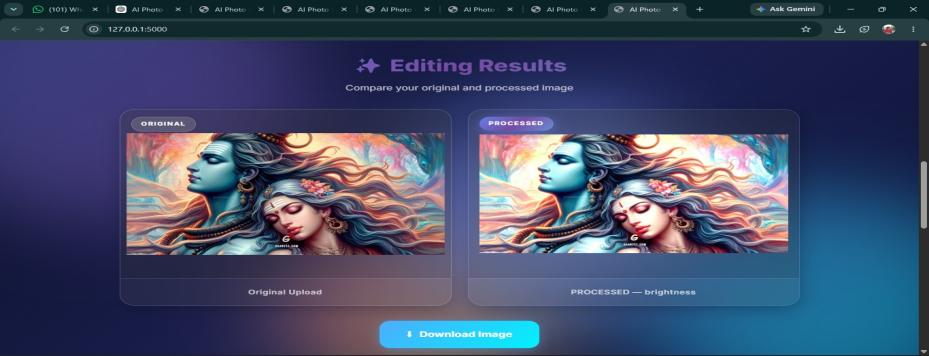 (101) Wh
AI Photo
AI Photo
AI Photo
AI Photo
AI Photo
AI Photo
AI Photo
Ask Gemini
127.0.0.1:5000
Editing Results
Compare your original and processed image
ORIGINAL
PROCESSED
Original Upload
PROCESSED — brightness
Download Image